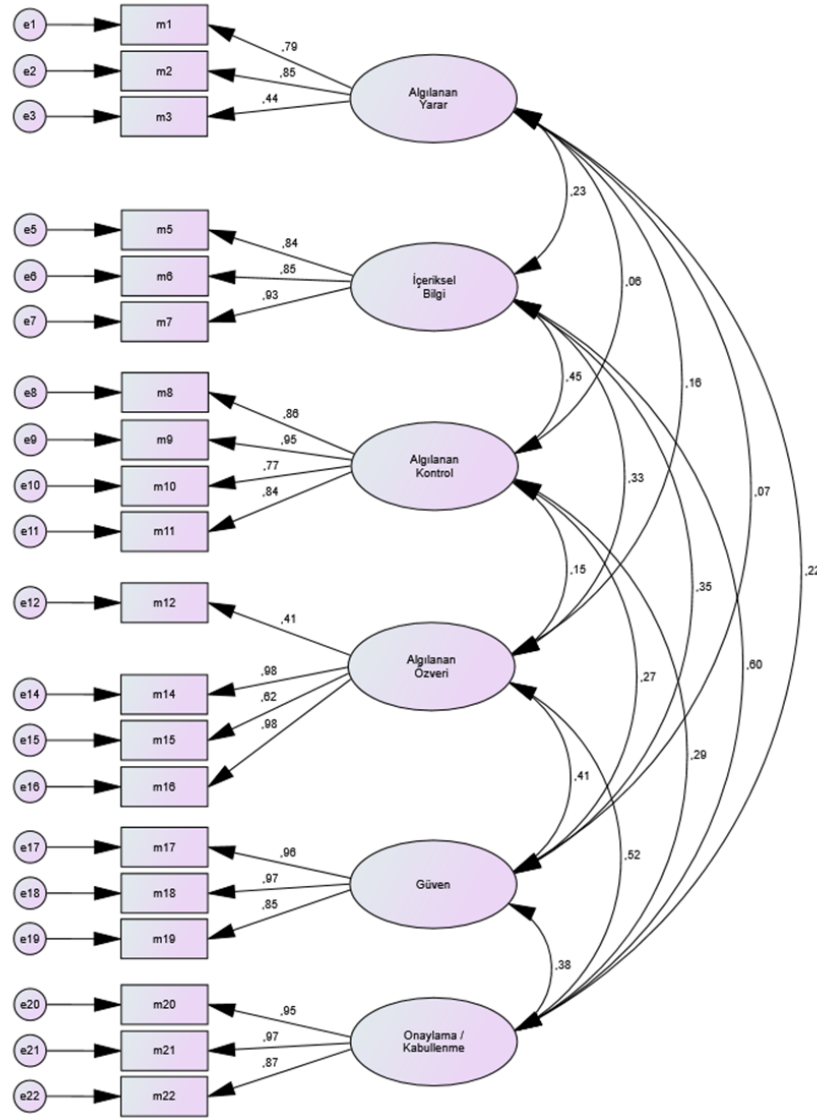 e1
m1
,79
e2
m2
,85
e3
m3
,44
Algılanan
Yarar
,23
e5
m5
,84
e6
m6
,85
e7
m7
,93
İçeriksel
Bilgi
,06
,45
,16
e8
m8
,86
e9
m9
,95
e10
m10
,77
e11
m11
,84
Algılanan
Kontrol
,33
,07
,15
,35
,22
e12
m12
,41
e14
m14
,98
e15
m15
,62
e16
m16
,98
Algılanan
Özveri
,27
,60
,41
,29
e17
m17
,96
e18
m18
,97
e19
m19
,85
Güven
,52
,38
e20
m20
,95
e21
m21
,97
e22
m22
,87
Onaylama /
Kabullenme